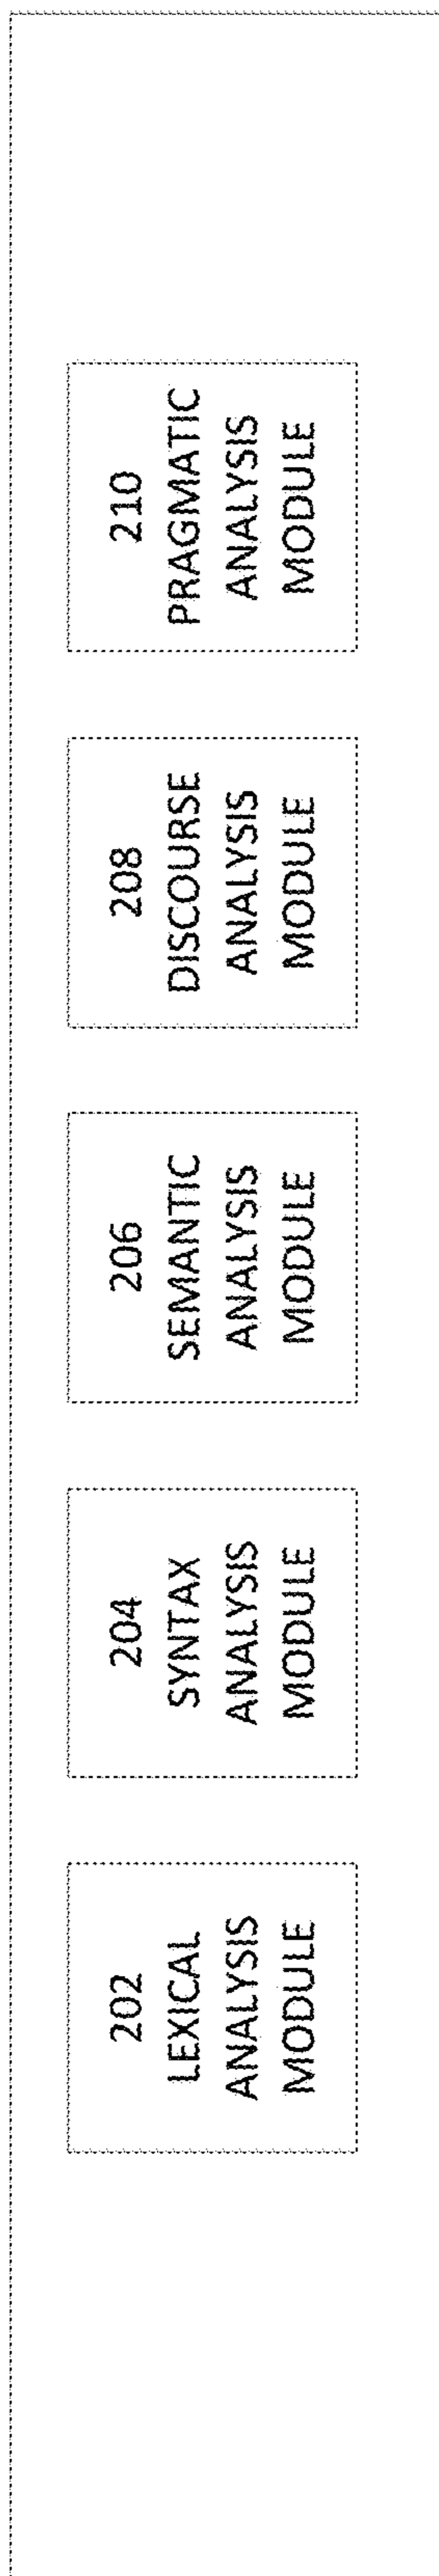 202
LEXICAL
ANALYSIS
MODULE
204
SYNTAX
ANALYSIS
MODULE
206
SEMANTIC
ANALYSIS
MODULE
208
DISCOURSE
ANALYSIS
MODULE
210
PRAGMATIC
ANALYSIS
MODULE